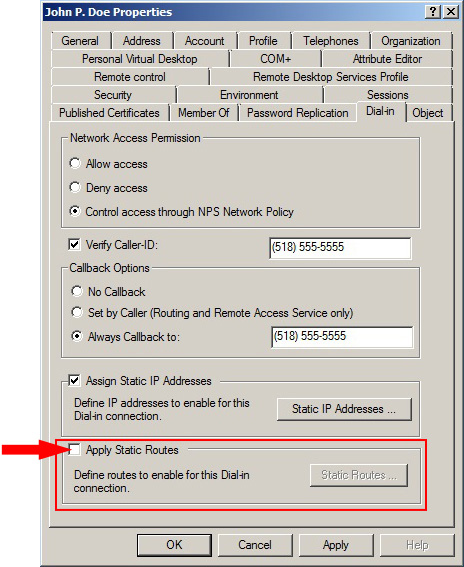 John P. Doe Properties
General Address Account Profile Telephones Organization
Personal Virtual Desktop COM+ Attribute Editor
Remote control Remote Desktop Services Profile
Security Environment Sessions
Published Certificates Member Of Password Replication Dial-in Object
Network Access Permission
Allow access
Deny access
Control access through NPS Network Policy
Verify Caller-ID: (518) 555-5555
Callback Options
No Callback
Set by Caller (Routing and Remote Access Service only)
Always Callback to: (518) 555-5555
Assign Static IP Addresses
Define IP addresses to enable for this
Dial-in connection.
Static IP Addresses ...
Apply Static Routes
Define routes to enable for this Dial-in
connection.
Static Routes ...
OK Cancel Apply Help